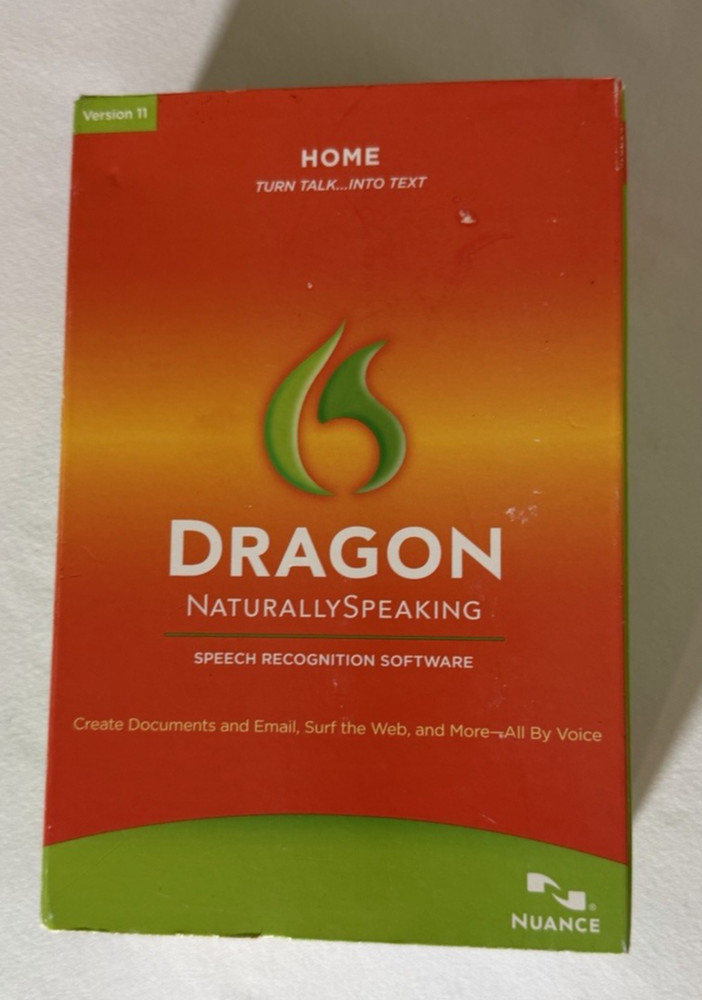 Version 11
HOME
TURN TALK...INTO TEXT
DRAGON
NATURALLYSPEAKING
SPEECH RECOGNITION SOFTWARE
Create Documents and Email, Surf the Web, and More—All By Voice
NUANCE®